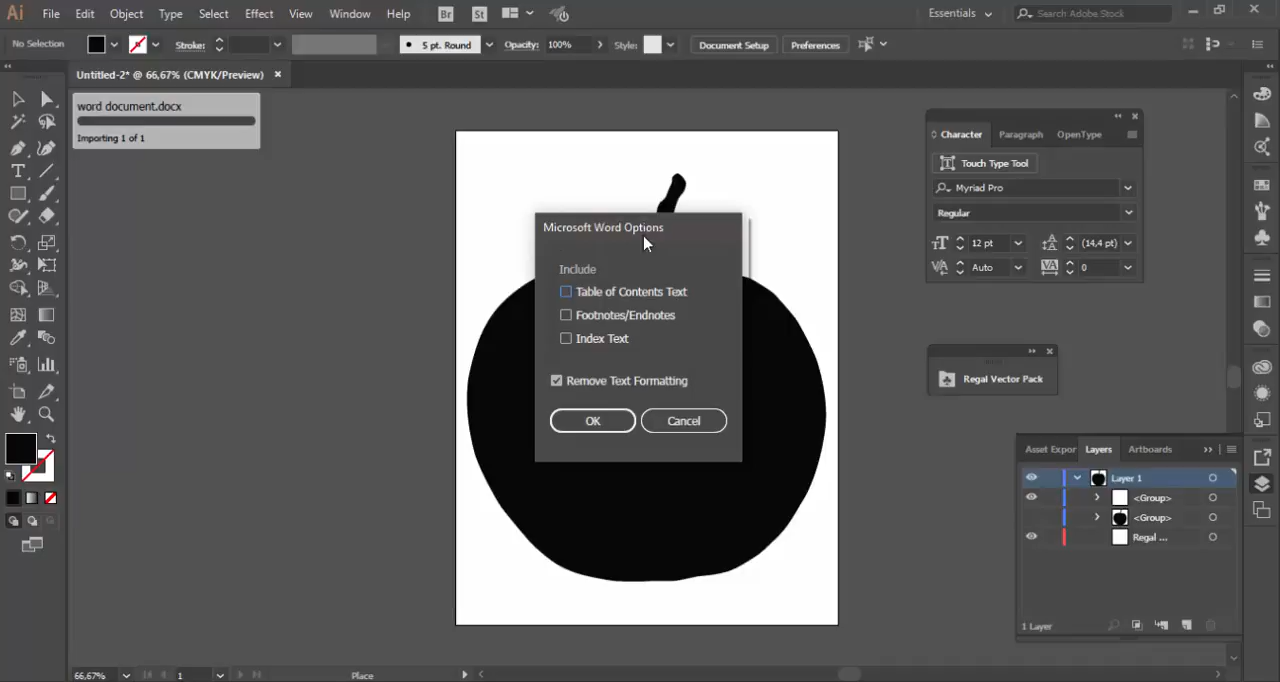 Ai File Edit Object Type Select Effect View Window Help Br St Essentials Search Adobe Stock
No Selection Stroke: 5 pt. Round Opacity: 100% Style: Document Setup Preferences
Untitled-2* @ 66,67% (CMYK/Preview)
word document.docx
Importing 1 of 1
Microsoft Word Options
Include
Table of Contents Text
Footnotes/Endnotes
Index Text
Remove Text Formatting
OK Cancel
Character Paragraph OpenType
Touch Type Tool
Myriad Pro
Regular
12 pt (14,4 pt)
Auto 0
Regal Vector Pack
Asset Expor Layers Artboards
Layer 1
<Group>
<Group>
Regal ...
1 Layer
66,67% 1 Place